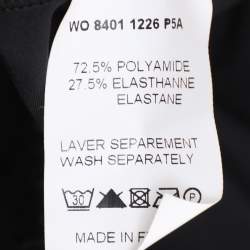 WO 8401 1226 P5A
72.5% POLYAMIDE
27.5% ELASTHANNE
ELASTANE
LAVER SEPAREMENT
WASH SEPARATELY
30 P
MADE IN